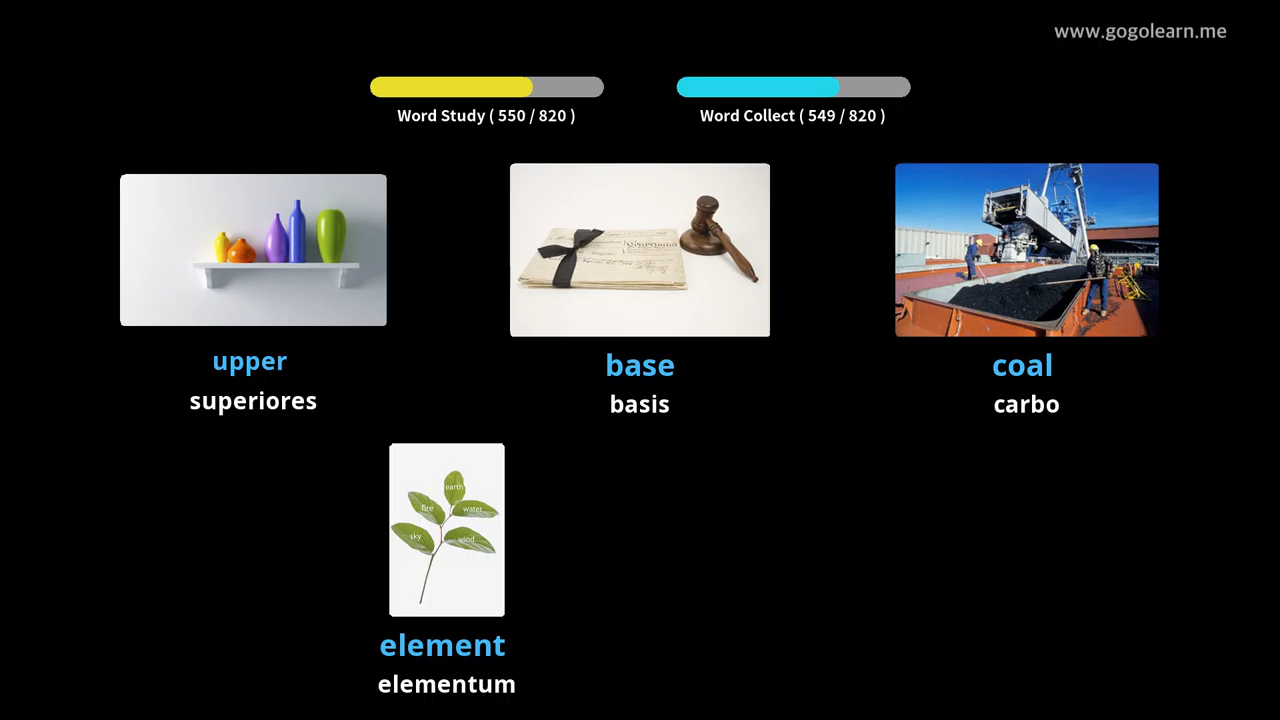 www.gogolearn.me
Word Study ( 550 / 820 )
Word Collect ( 549 / 820 )
upper
superiores
base
basis
coal
carbo
earth
fire
water
sky
wind
element
elementum